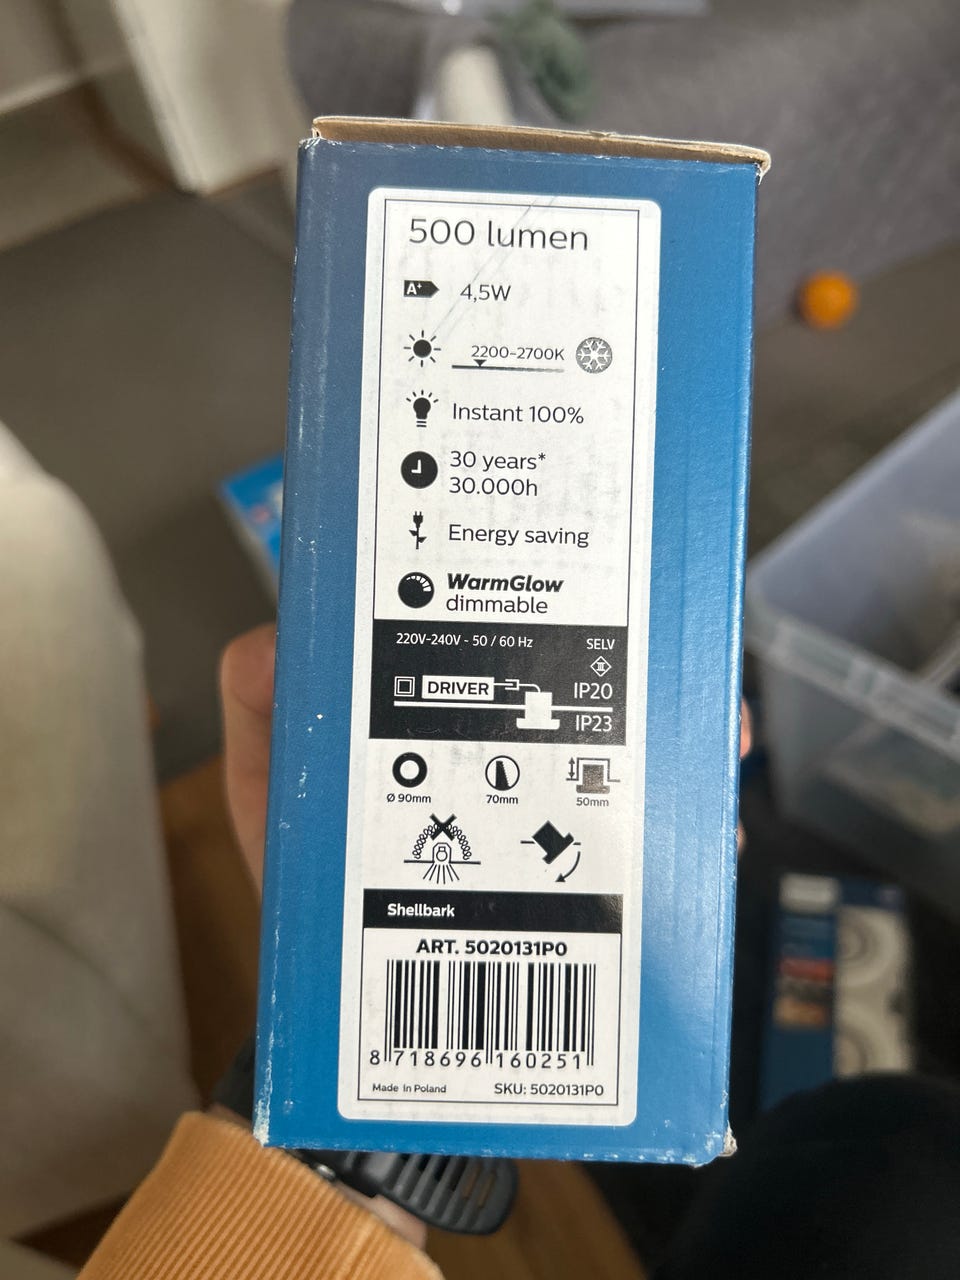 500 lumen
A+ 4,5W
2200-2700K
Instant 100%
30 years*
30.000h
Energy saving
WarmGlow
dimmable
220V-240V - 50 / 60 Hz SELV
III
DRIVER IP20
IP23
Ø 90mm 70mm 50mm
Shellbark
ART. 5020131P0
8 718696 160251
Made in Poland SKU: 5020131P0